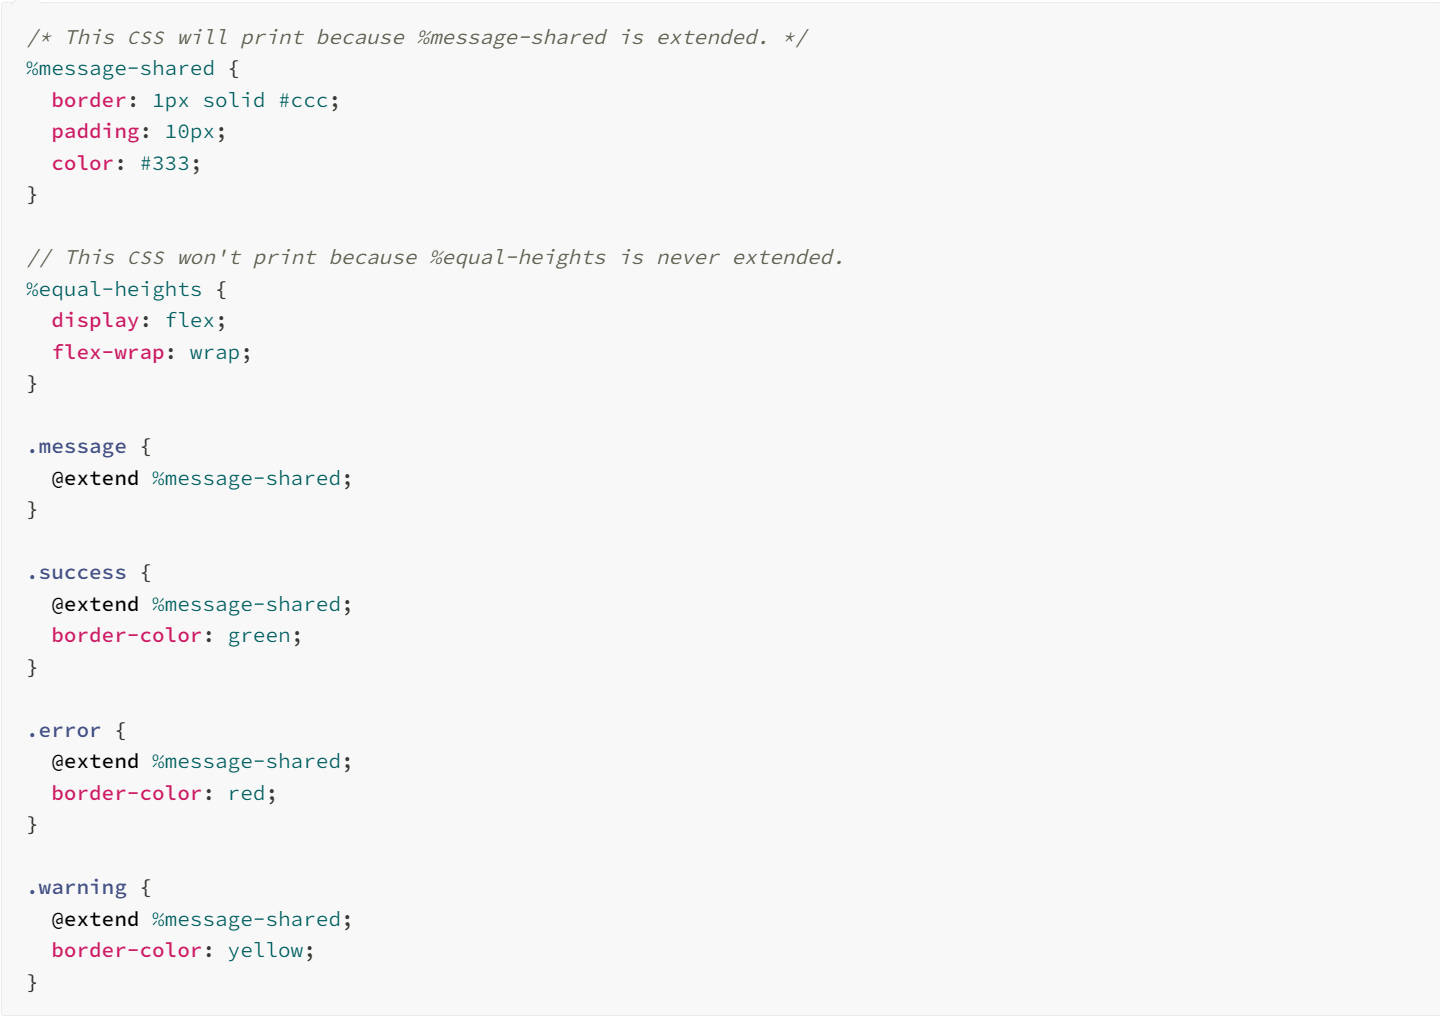 /* This CSS will print because %message-shared is extended. */
%message-shared {
  border: 1px solid #ccc;
  padding: 10px;
  color: #333;
}

// This CSS won't print because %equal-heights is never extended.
%equal-heights {
  display: flex;
  flex-wrap: wrap;
}

.message {
  @extend %message-shared;
}

.success {
  @extend %message-shared;
  border-color: green;
}

.error {
  @extend %message-shared;
  border-color: red;
}

.warning {
  @extend %message-shared;
  border-color: yellow;
}